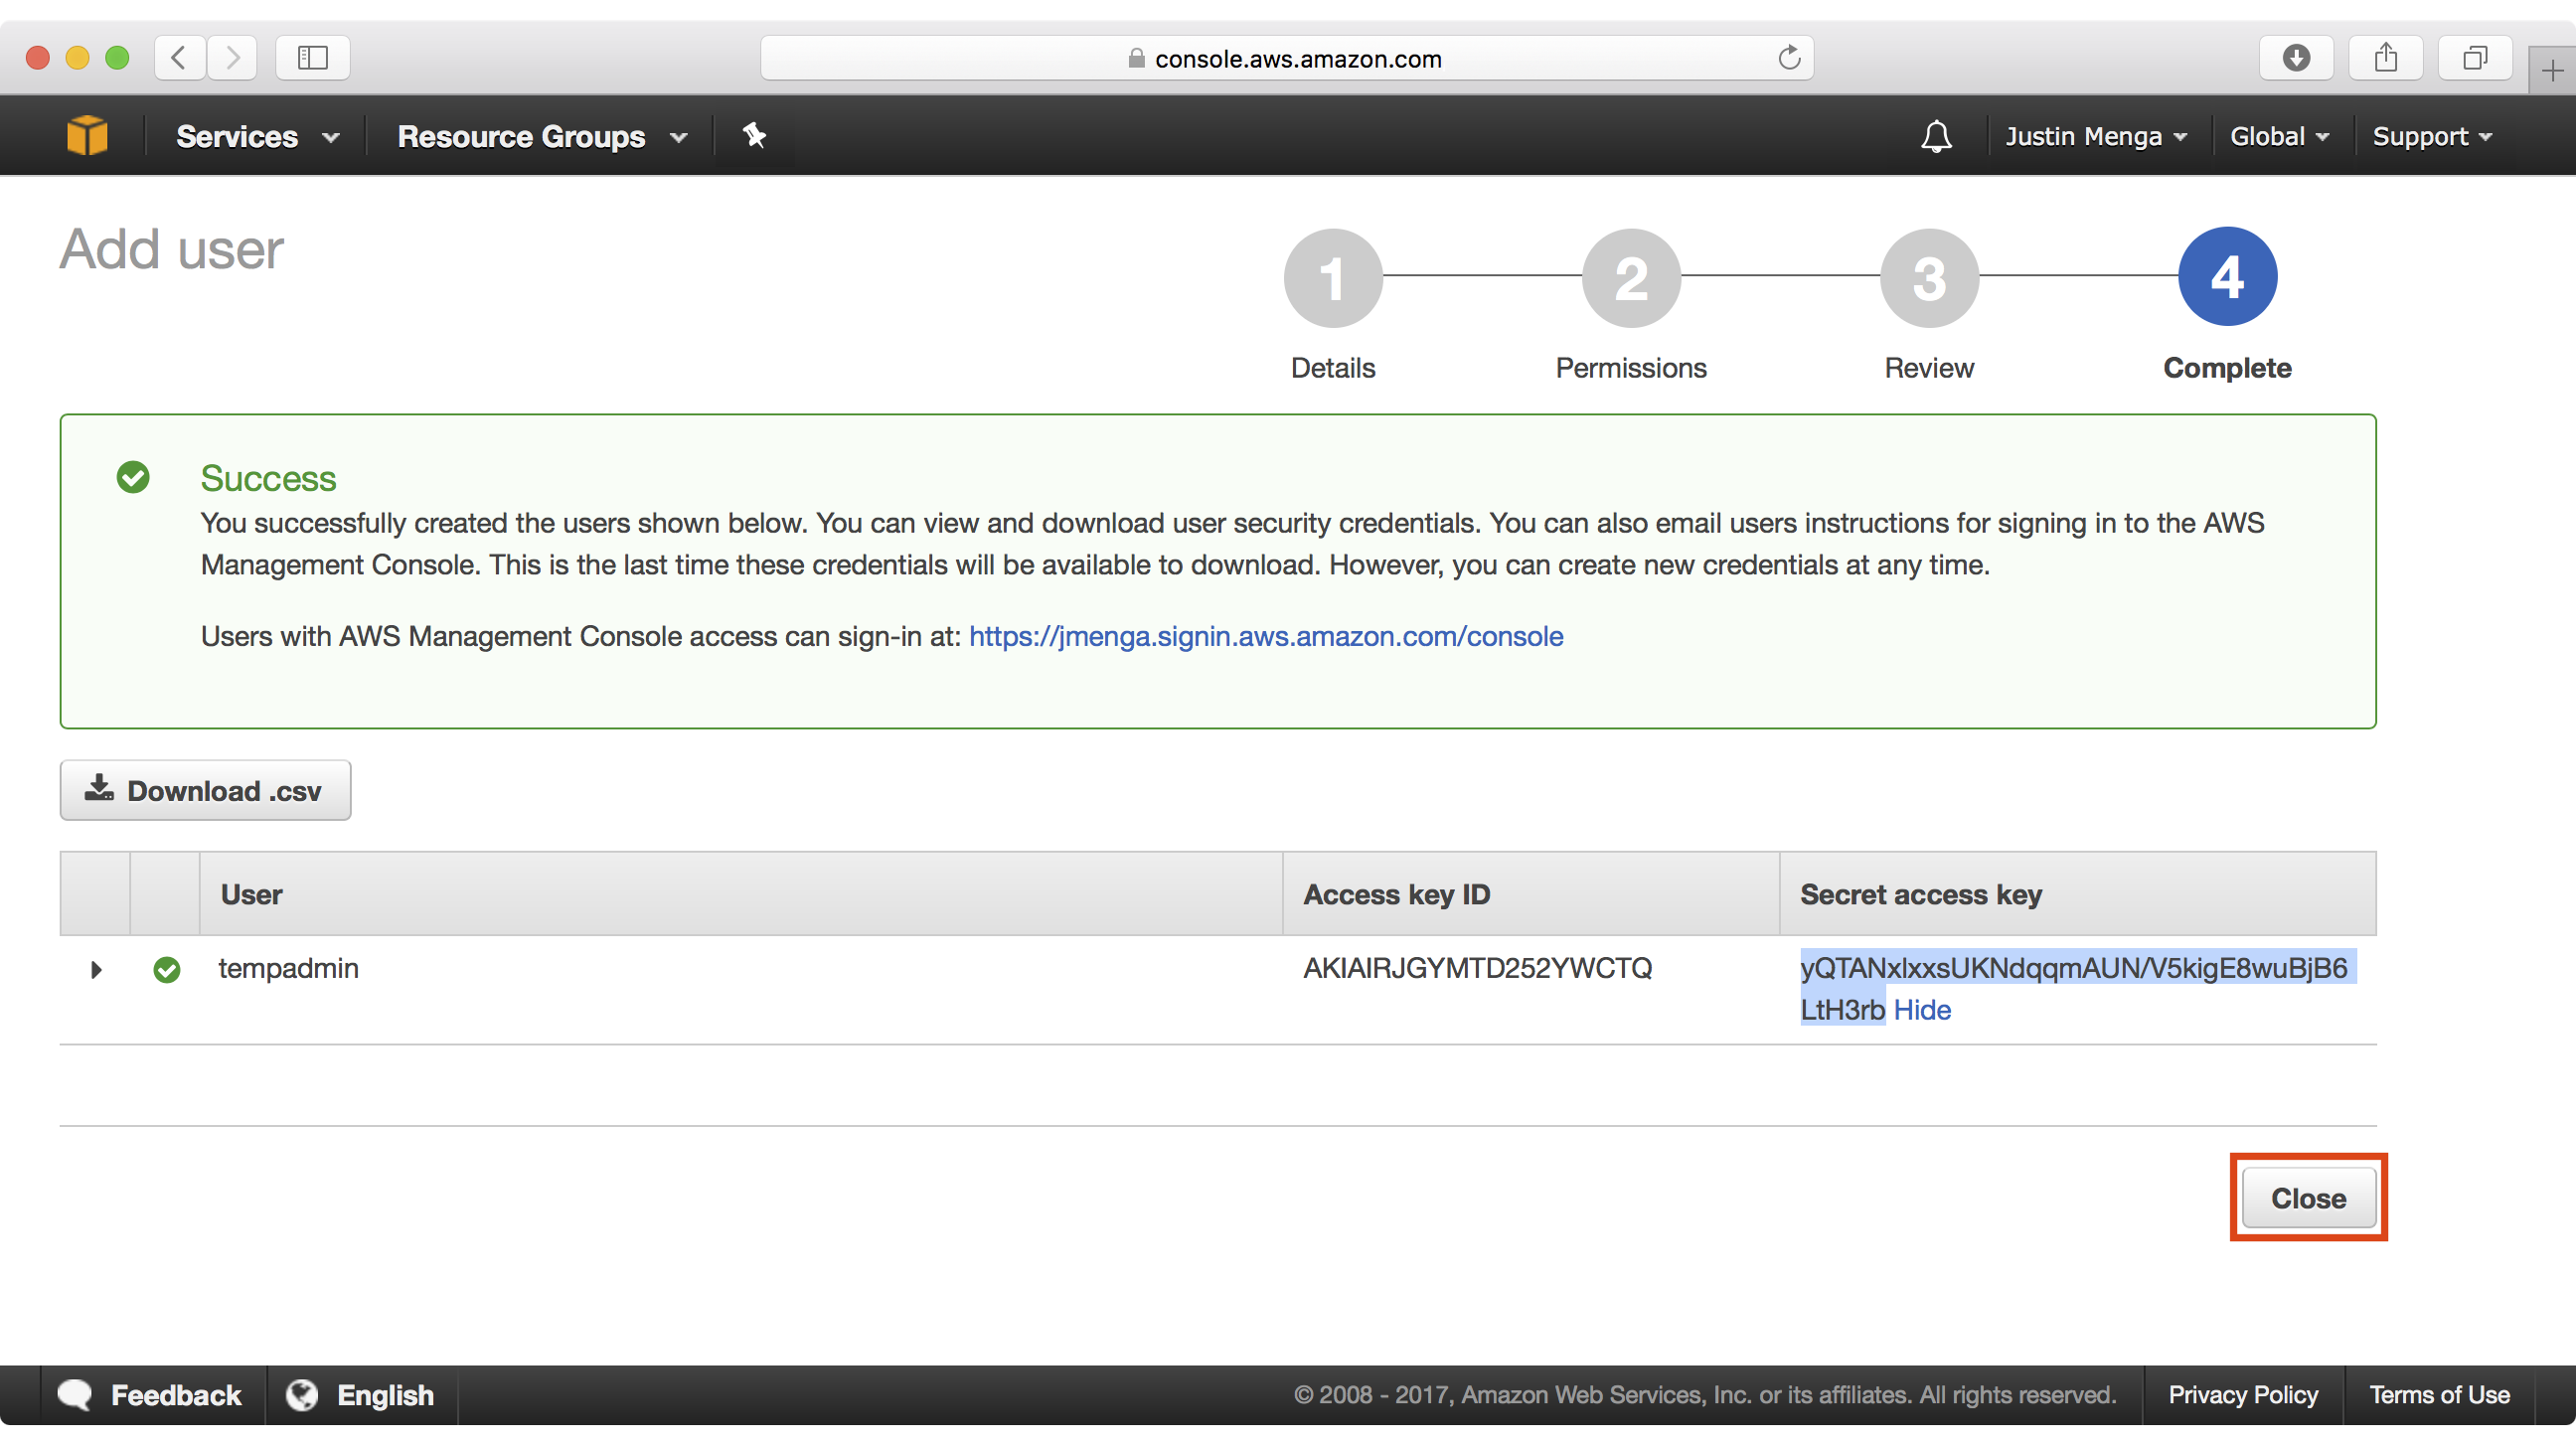 console.aws.amazon.com
Services
Resource Groups
Justin Menga
Global
Support
Add user
1
2
3
4
Details
Permissions
Review
Complete
Success
You successfully created the users shown below. You can view and download user security credentials. You can also email users instructions for signing in to the AWS
Management Console. This is the last time these credentials will be available to download. However, you can create new credentials at any time.
Users with AWS Management Console access can sign-in at: https://jmenga.signin.aws.amazon.com/console
Download .csv
User
Access key ID
Secret access key
tempadmin
AKIAIRJGYMTD252YWCTQ
LtH3rb Hide
Close
Feedback
English
© 2008 - 2017, Amazon Web Services, Inc. or its affiliates. All rights reserved.
Privacy Policy
Terms of Use